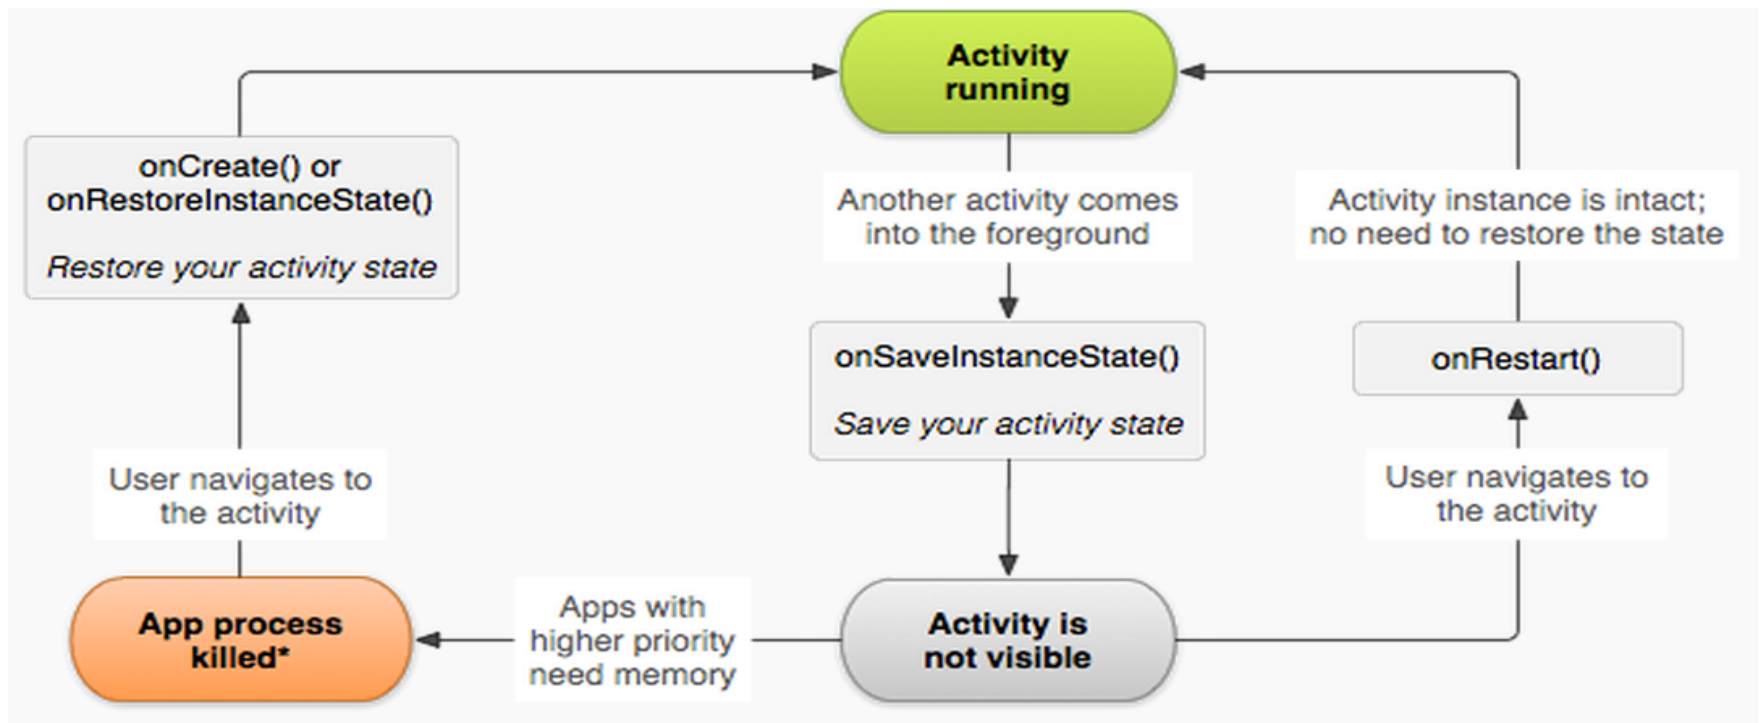 Activity
running
onCreate() or
onRestoreInstanceState()
Restore your activity state
Another activity comes
into the foreground
Activity instance is intact;
no need to restore the state
onSaveInstanceState()
Save your activity state
onRestart()
User navigates to
the activity
User navigates to
the activity
App process
killed*
Apps with
higher priority
need memory
Activity is
not visible